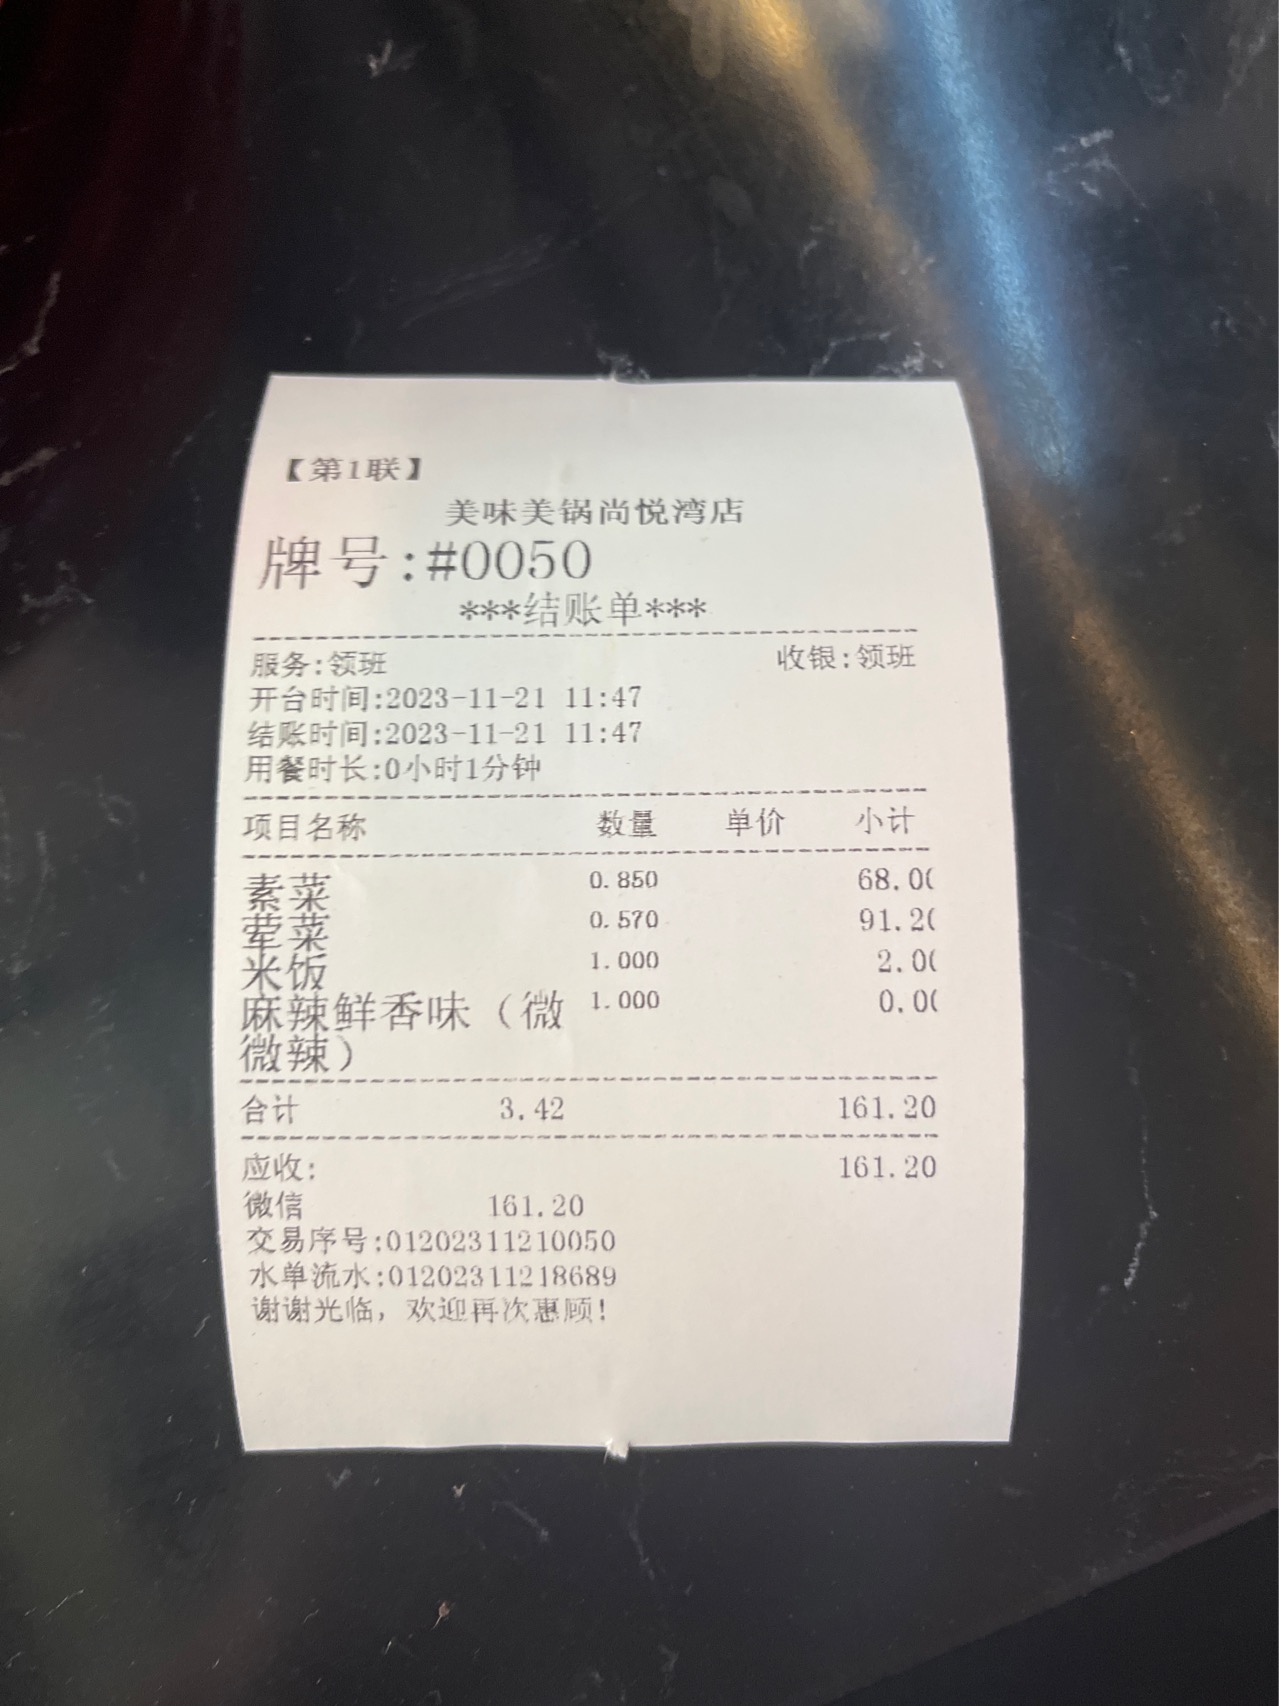 【第1联】
美味美锅尚悦湾店
牌号:#0050
***结账单***
服务:领班 收银:领班
开台时间:2023-11-21 11:47
结账时间:2023-11-21 11:47
用餐时长:0小时1分钟
项目名称 数量 单价 小计
素菜 0.850 68.0(
荤菜 0.570 91.2(
米饭 1.000 2.0(
麻辣鲜香味（微 1.000 0.0(
微辣）
合计 3.42 161.20
应收: 161.20
微信 161.20
交易序号:01202311210050
水单流水:01202311218689
谢谢光临，欢迎再次惠顾!